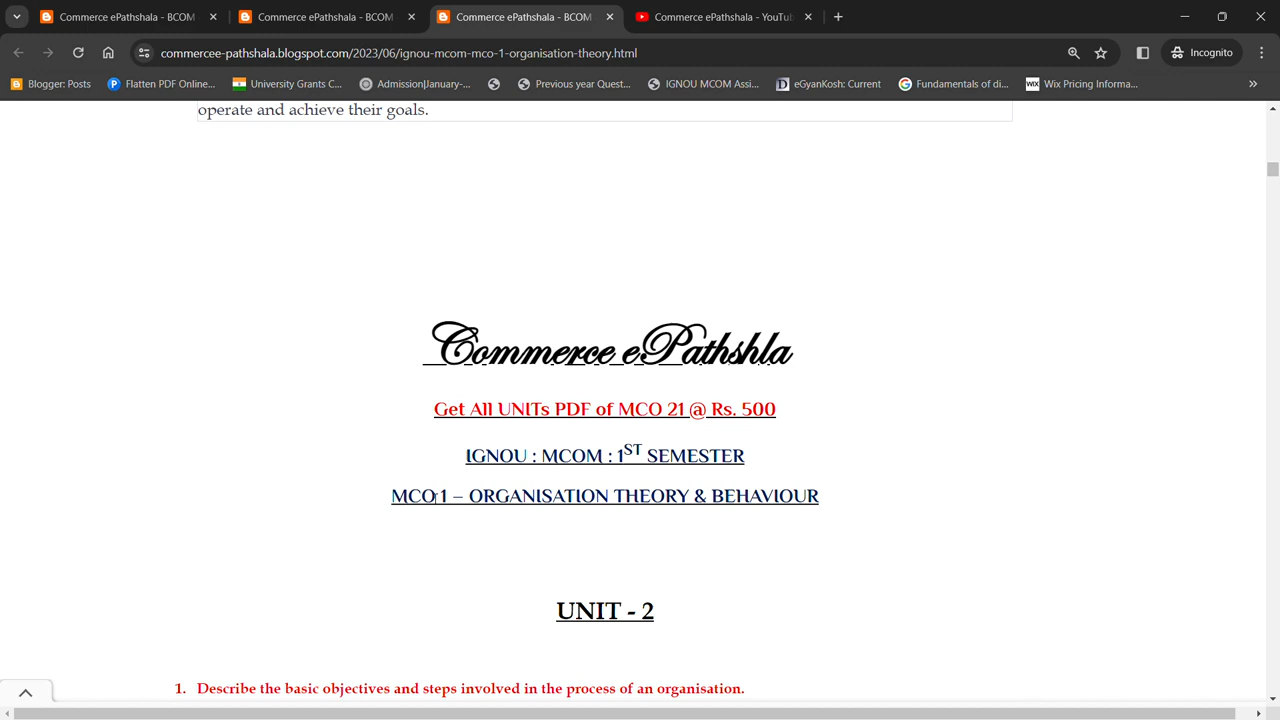 Commerce ePathshala - BCOM
Commerce ePathshala - BCOM
Commerce ePathshala - BCOM
Commerce ePathshala - YouTu
commercee-pathshala.blogspot.com/2023/06/ignou-mcom-mco-1-organisation-theory.html
Incognito
Blogger: Posts
Flatten PDF Online...
University Grants C...
Admission|January-...
Previous year Quest...
IGNOU MCOM Assi...
eGyanKosh: Current
Fundamentals of di...
WIX Wix Pricing Informa...
operate and achieve their goals.
Commerce ePathshla
Get All UNITs PDF of MCO 21 @ Rs. 500
IGNOU : MCOM : 1ST SEMESTER
MCO 1 – ORGANISATION THEORY & BEHAVIOUR
UNIT - 2
1. Describe the basic objectives and steps involved in the process of an organisation.